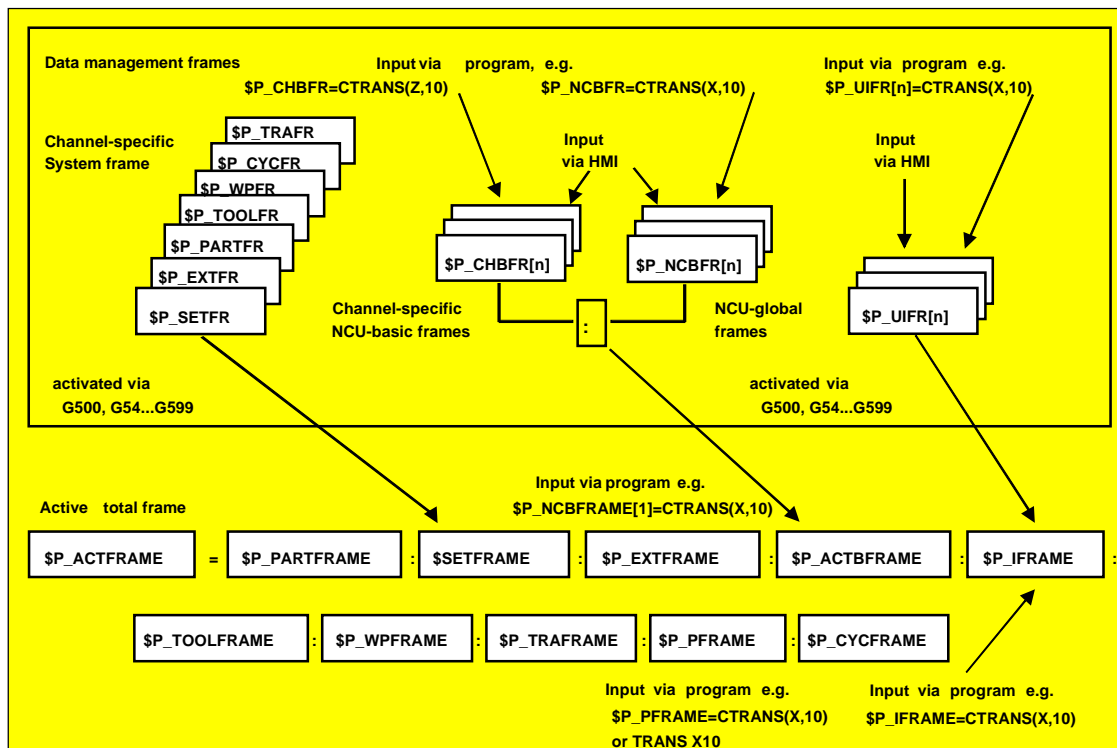 Data management frames
Input via program, e.g.
$P_CHBFR=CTRANS(Z,10)
$P_NCBFR=CTRANS(X,10)
Input via program e.g.
$P_UIFR[n]=CTRANS(X,10)
Channel-specific
System frame
$P_TRAFR
$P_CYCFR
$P_WPFR
$P_TOOLFR
$P_PARTFR
$P_EXTFR
$P_SETFR
Input
via HMI
Input
via HMI
$P_CHBFR[n]
$P_NCBFR[n]
$P_UIFR[n]
Channel-specific
NCU-basic frames
:
NCU-global
frames
activated via
G500, G54...G599
activated via
G500, G54...G599
Active total frame
Input via program e.g.
$P_NCBFRAME[1]=CTRANS(X,10)
$P_ACTFRAME = $P_PARTFRAME : $SETFRAME : $P_EXTFRAME : $P_ACTBFRAME : $P_IFRAME :
$P_TOOLFRAME : $P_WPFRAME : $P_TRAFRAME : $P_PFRAME : $P_CYCFRAME
Input via program e.g.
$P_PFRAME=CTRANS(X,10)
or TRANS X10
Input via program e.g.
$P_IFRAME=CTRANS(X,10)